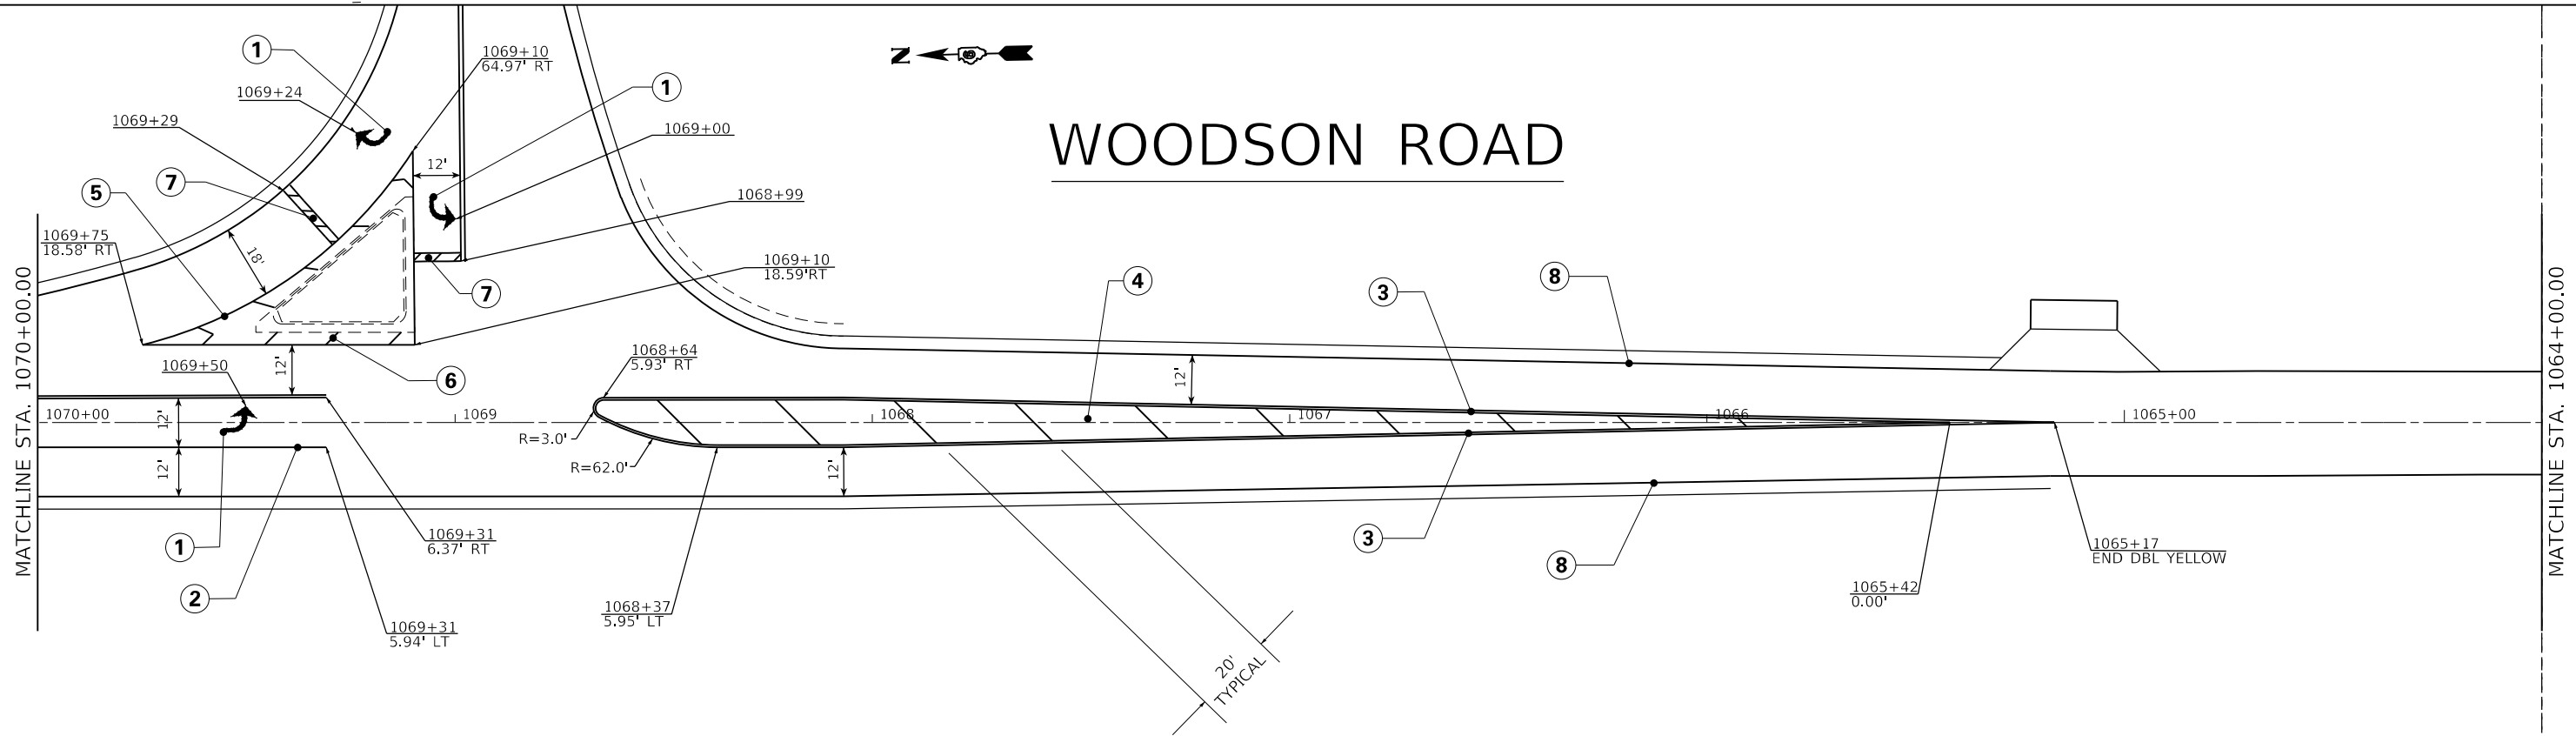 1
1069+24
1069+29
7
5
1069+75
18.58' RT
18'
1069+10
64.97' RT
1
1069+00
12'
1068+99
1069+10
18.59'RT
7
N
WOODSON ROAD
4
3
8
MATCHLINE STA. 1070+00.00
MATCHLINE STA. 1064+00.00
1069+50
12'
6
1068+64
5.93' RT
12'
1070+00
1069
1068
1067
1066
1065+00
12'
12'
12'
R=3.0'
R=62.0'
1
2
1069+31
6.37' RT
1069+31
5.94' LT
1068+37
5.95' LT
3
8
1065+42
0.00'
1065+17
END DBL YELLOW
20'
TYPICAL